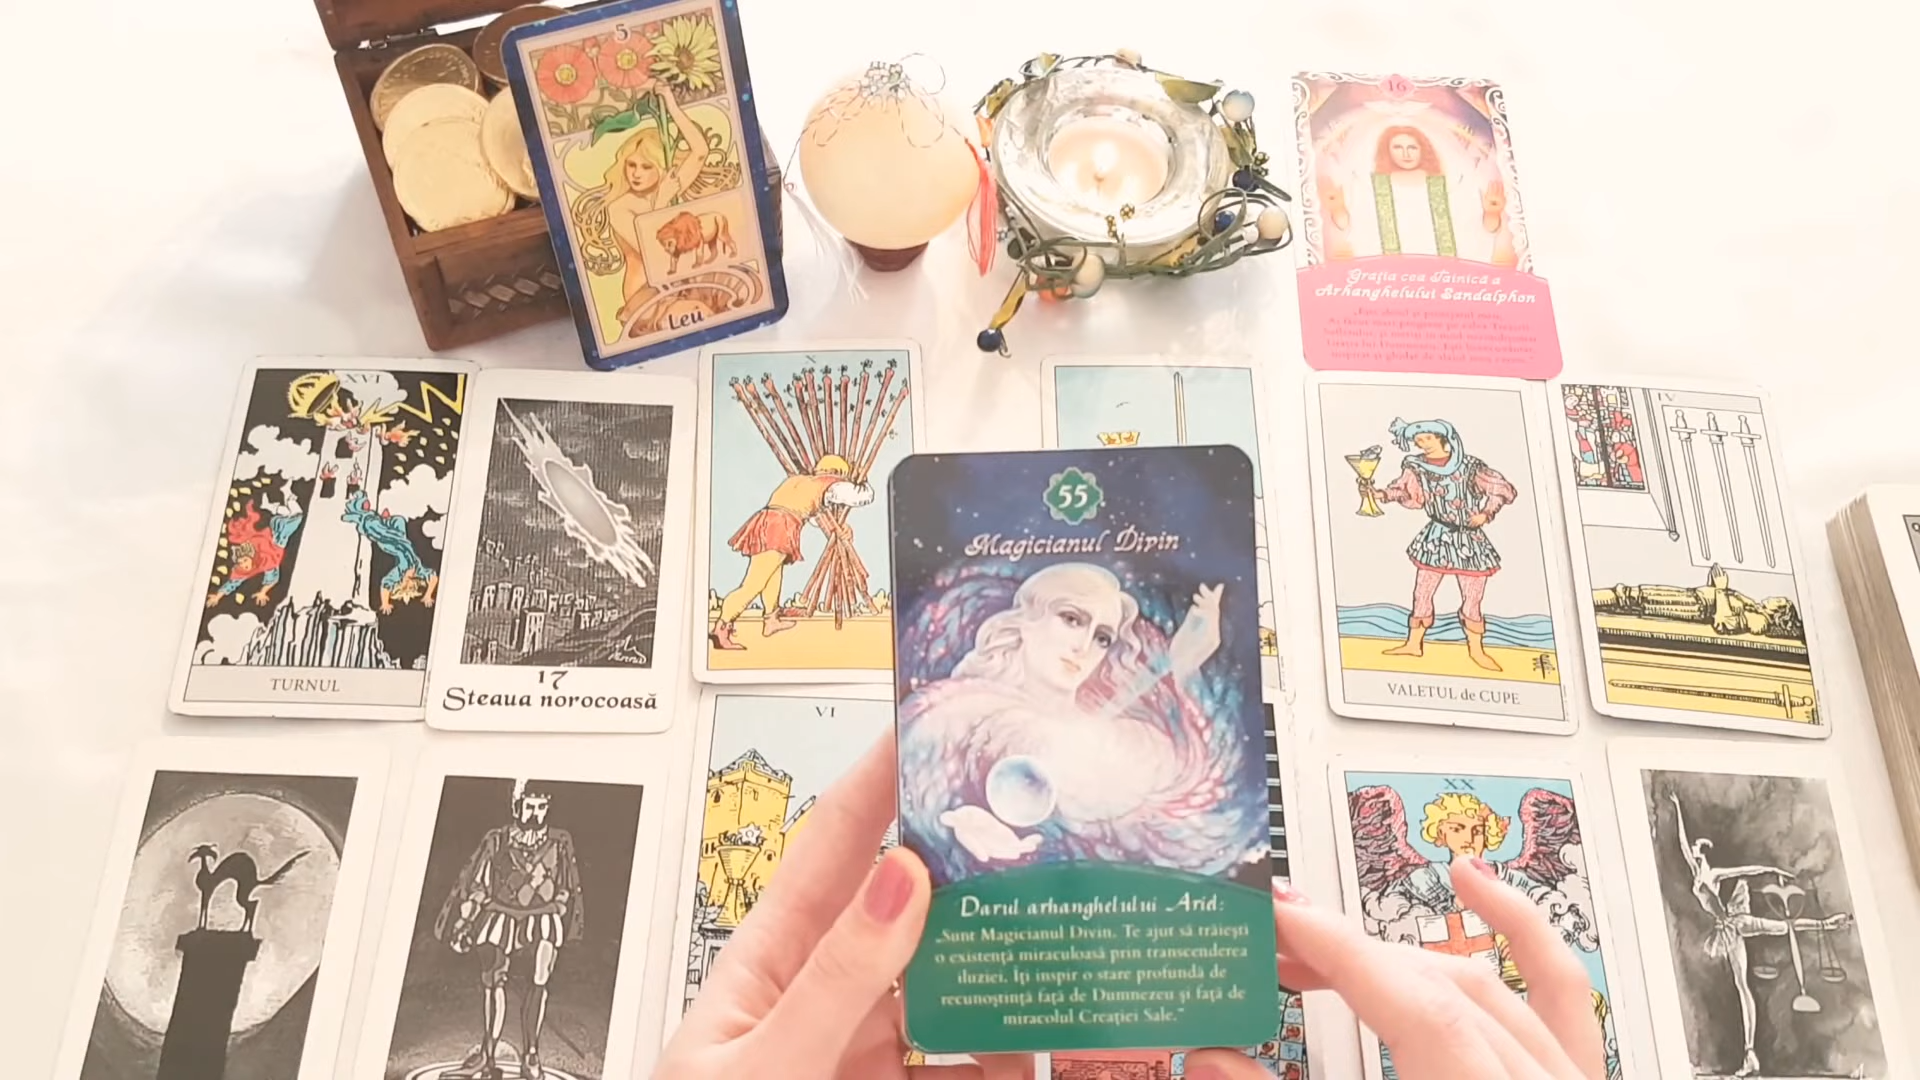 5
Leu
16
Grația cea Tainică a
Arhanghelului Sandalphon
XVI
TURNUL
17
Steaua norocoasă
X
VALETUL de CUPE
IV
VI
XX
55
Magicianul Divin
Darul arhanghelului Ariel:
„Sunt Magicianul Divin. Te ajut să trăiești
o existență miraculoasă prin transcenderea
iluziei. Îți inspir o stare profundă de
recunoștință față de Dumnezeu și față de
miracolul Creației Sale.”